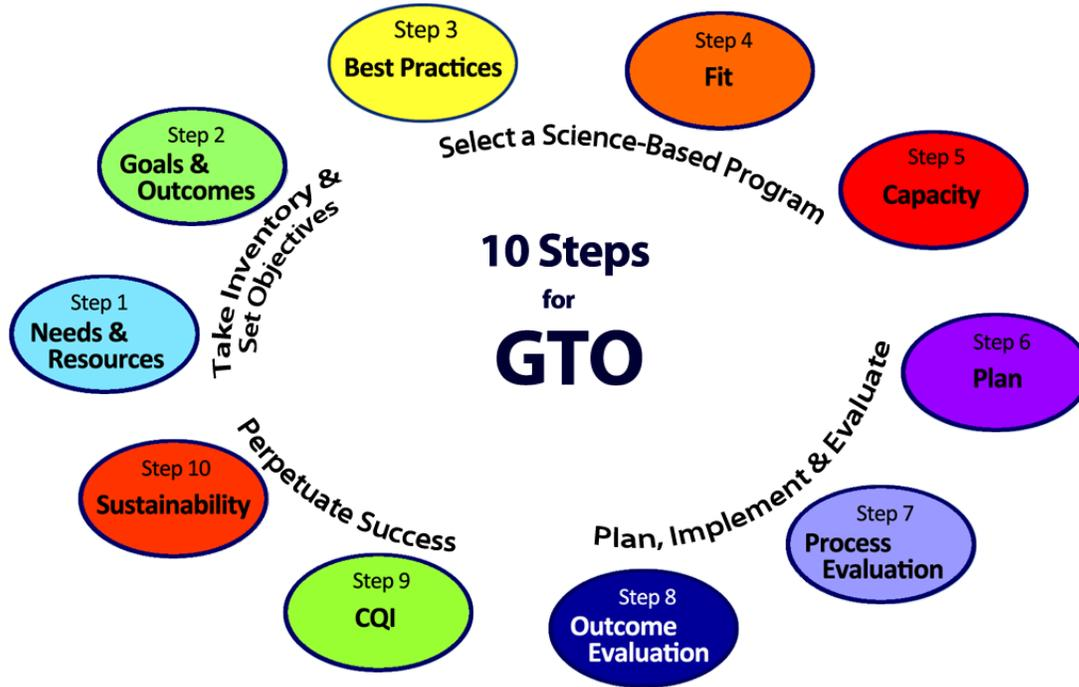 10 Steps
for
GTO
Take Inventory &
Set Objectives
Step 1
Needs &
Resources
Step 2
Goals &
Outcomes
Select a Science-Based Program
Step 3
Best Practices
Step 4
Fit
Step 5
Capacity
Plan, Implement & Evaluate
Step 6
Plan
Step 7
Process
Evaluation
Step 8
Outcome
Evaluation
Perpetuate Success
Step 9
CQI
Step 10
Sustainability